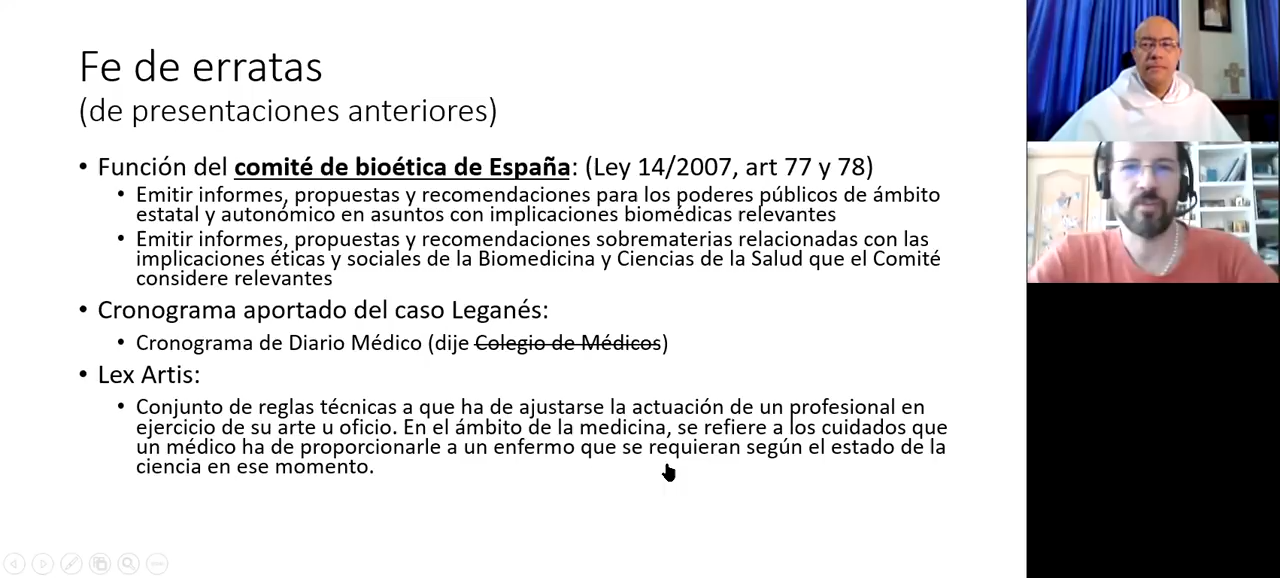 Fe de erratas
(de presentaciones anteriores)
• Función del comité de bioética de España: (Ley 14/2007, art 77 y 78)
• Emitir informes, propuestas y recomendaciones para los poderes públicos de ámbito
estatal y autonómico en asuntos con implicaciones biomédicas relevantes
• Emitir informes, propuestas y recomendaciones sobrematerias relacionadas con las
implicaciones éticas y sociales de la Biomedicina y Ciencias de la Salud que el Comité
considere relevantes
• Cronograma aportado del caso Leganés:
• Cronograma de Diario Médico (dije Colegio de Médicos)
• Lex Artis:
• Conjunto de reglas técnicas a que ha de ajustarse la actuación de un profesional en
ejercicio de su arte u oficio. En el ámbito de la medicina, se refiere a los cuidados que
un médico ha de proporcionarle a un enfermo que se requieran según el estado de la
ciencia en ese momento.